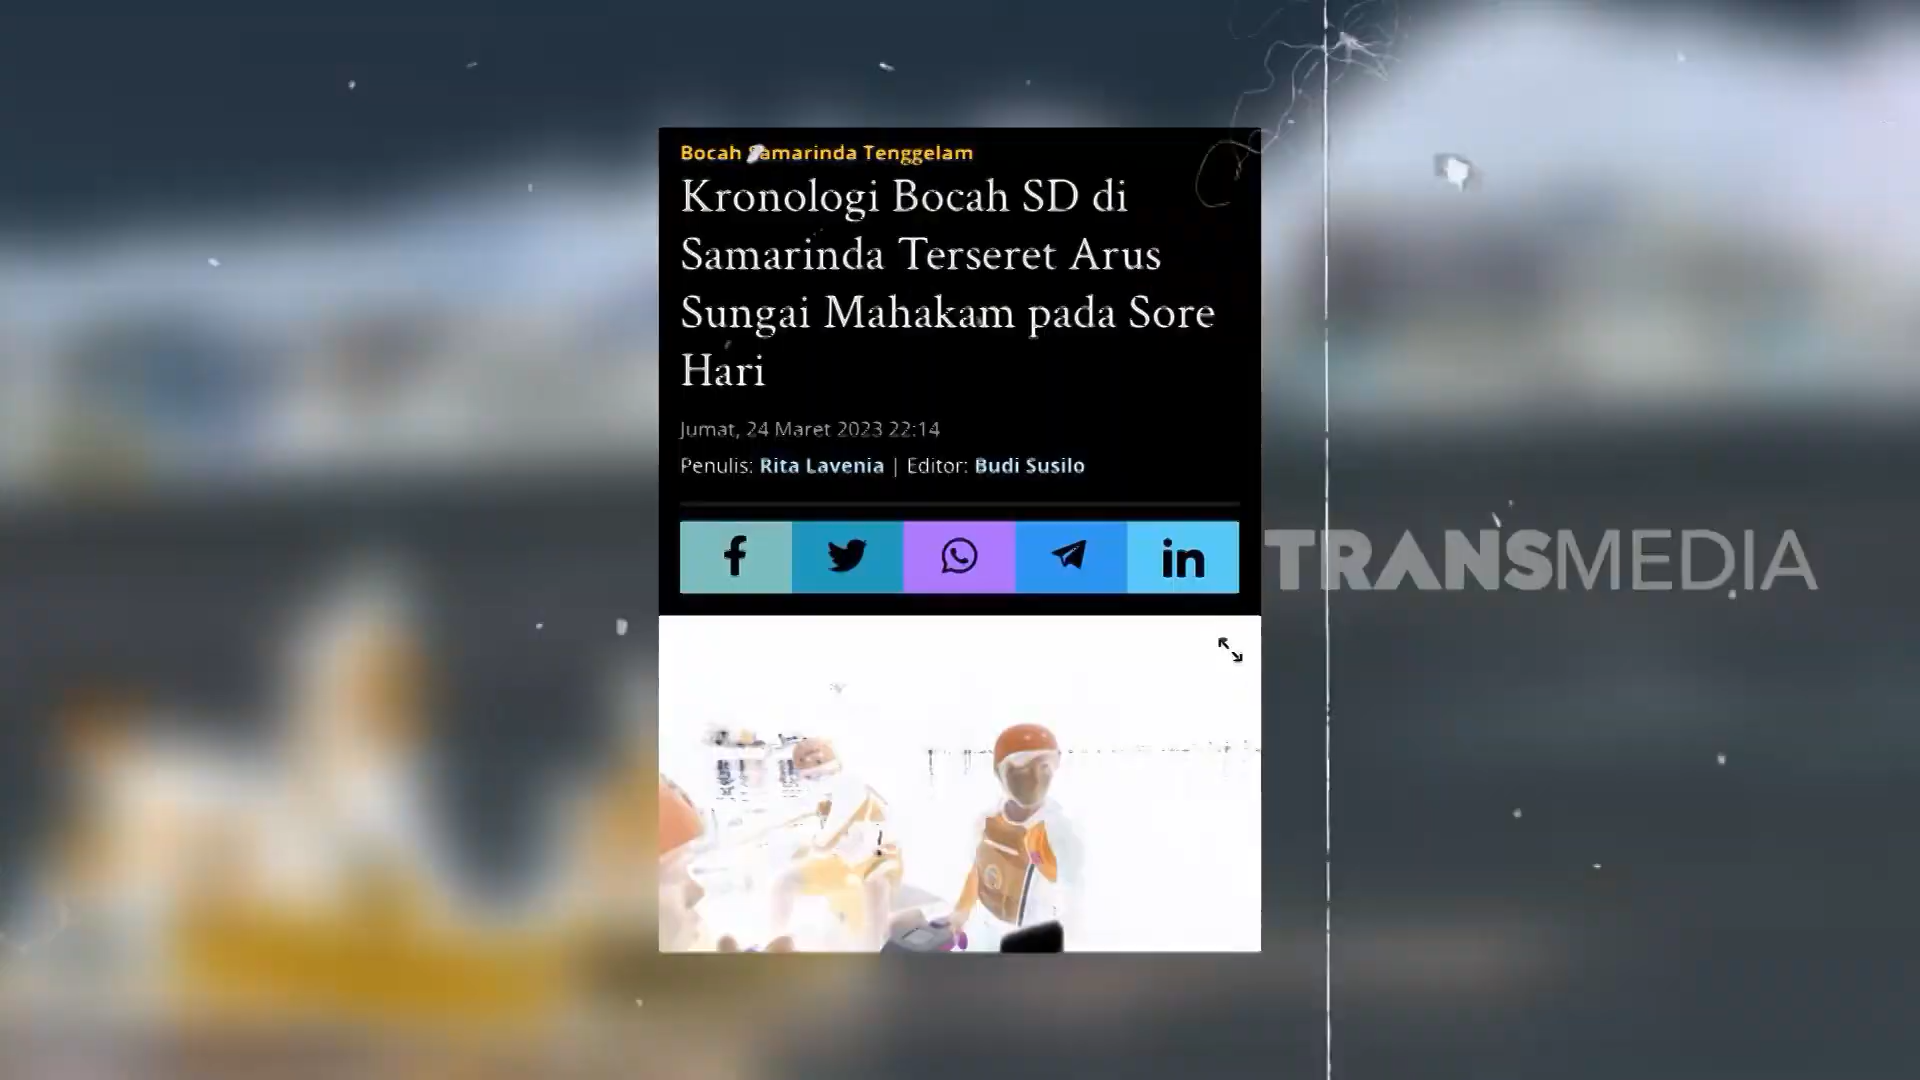 Bocah Samarinda Tenggelam
Kronologi Bocah SD di
Samarinda Terseret Arus
Sungai Mahakam pada Sore
Hari
Jumat, 24 Maret 2023 22:14
Penulis: Rita Lavenia | Editor: Budi Susilo
TRANSMEDIA